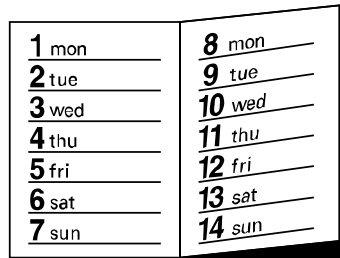 1 mon
2 tue
3 wed
4 thu
5 fri
6 sat
7 sun
8 mon
9 tue
10 wed
11 thu
12 fri
13 sat
14 sun